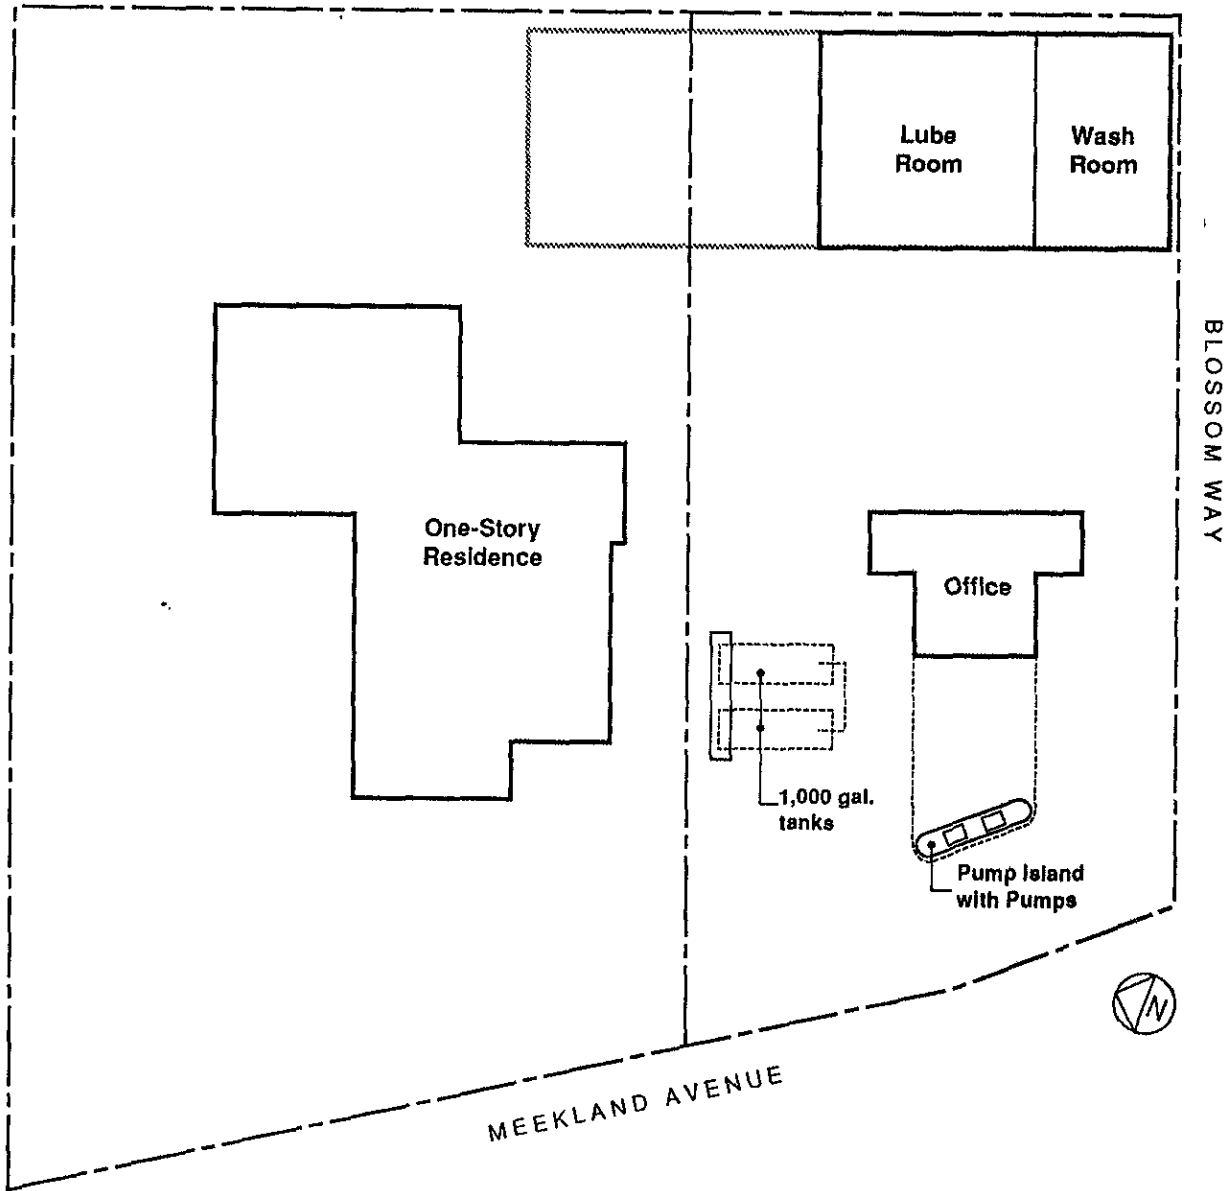 Lube
Room
Wash
Room
BLOSSOM WAY
One-Story
Residence
Office
1,000 gal.
tanks
Pump Island
with Pumps
N
MEEKLAND AVENUE